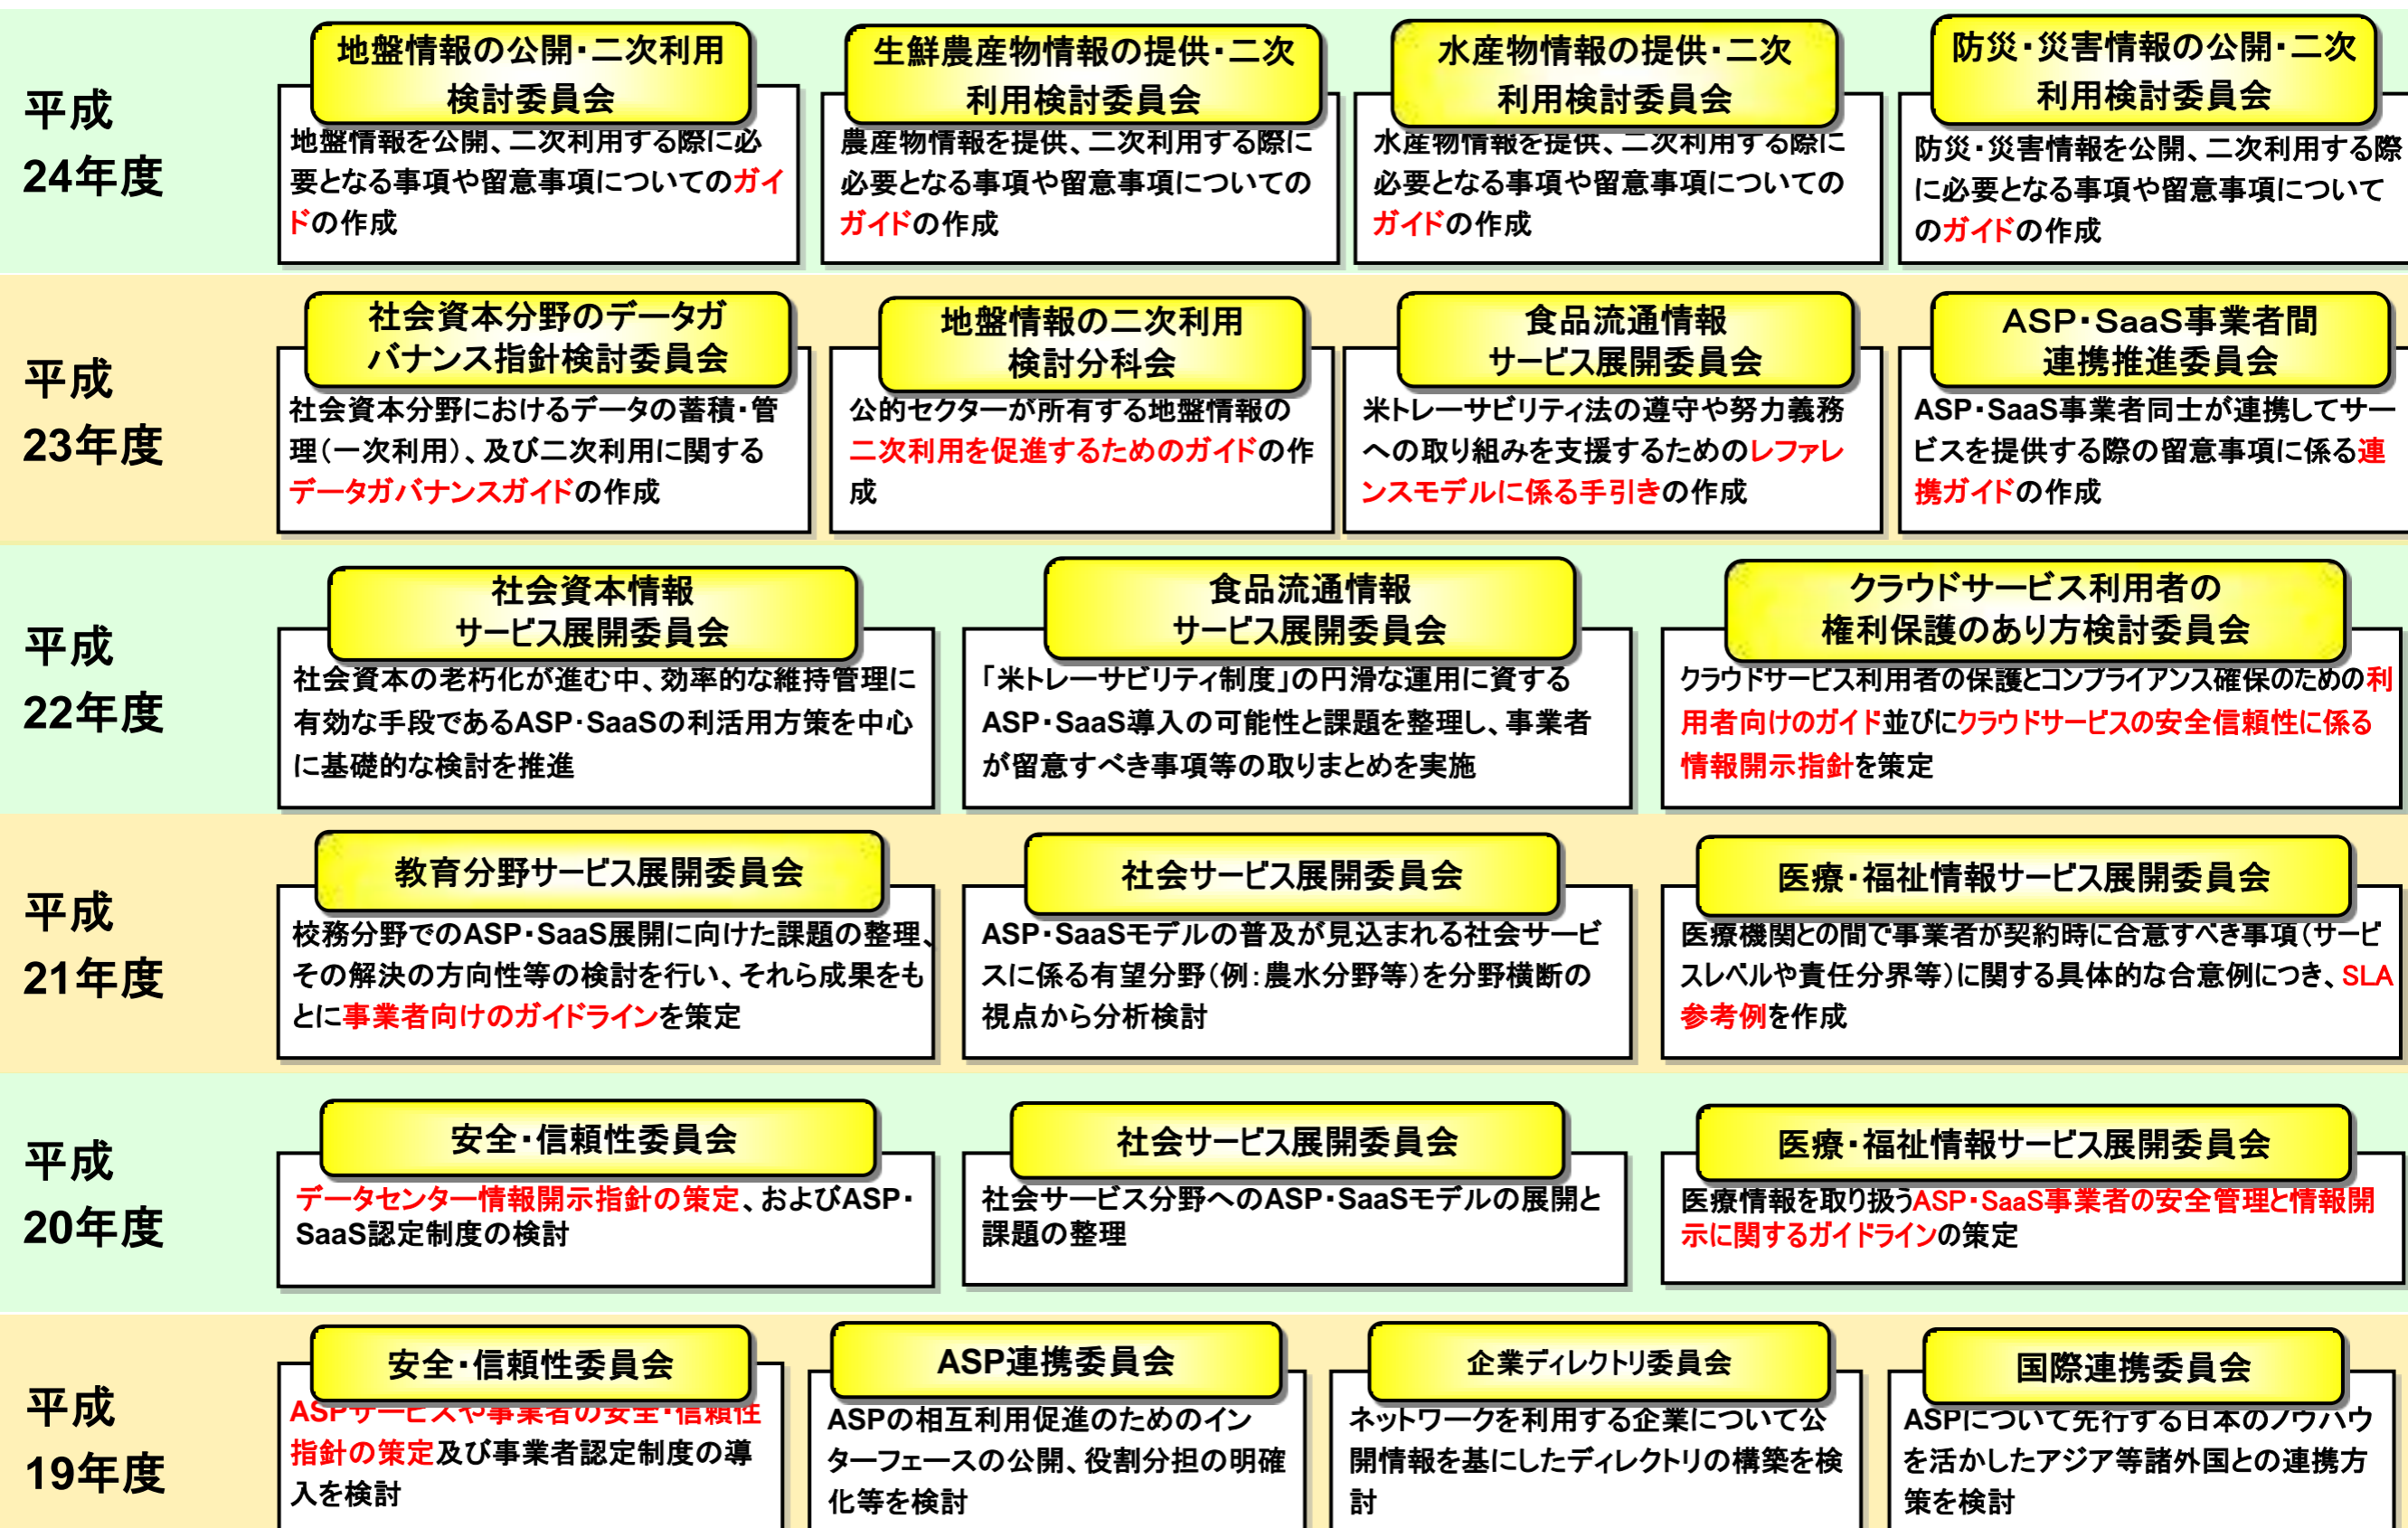 平成
24年度
地盤情報の公開・二次利用
検討委員会
地盤情報を公開、二次利用する際に必
要となる事項や留意事項についてのガイ
ドの作成
生鮮農産物情報の提供・二次
利用検討委員会
農産物情報を提供、二次利用する際に
必要となる事項や留意事項についての
ガイドの作成
水産物情報の提供・二次
利用検討委員会
水産物情報を提供、二次利用する際に
必要となる事項や留意事項についての
ガイドの作成
防災・災害情報の公開・二次
利用検討委員会
防災・災害情報を公開、二次利用する際
に必要となる事項や留意事項について
のガイドの作成
平成
23年度
社会資本分野のデータガ
バナンス指針検討委員会
社会資本分野におけるデータの蓄積・管
理（一次利用）、及び二次利用に関する
データガバナンスガイドの作成
地盤情報の二次利用
検討分科会
公的セクターが所有する地盤情報の
二次利用を促進するためのガイドの作
成
食品流通情報
サービス展開委員会
米トレーサビリティ法の遵守や努力義務
への取り組みを支援するためのレファレ
ンスモデルに係る手引きの作成
ASP・SaaS事業者間
連携推進委員会
ASP・SaaS事業者同士が連携してサー
ビスを提供する際の留意事項に係る連
携ガイドの作成
平成
22年度
社会資本情報
サービス展開委員会
社会資本の老朽化が進む中、効率的な維持管理に
有効な手段であるASP・SaaSの利活用方策を中心
に基礎的な検討を推進
食品流通情報
サービス展開委員会
「米トレーサビリティ制度」の円滑な運用に資する
ASP・SaaS導入の可能性と課題を整理し、事業者
が留意すべき事項等の取りまとめを実施
クラウドサービス利用者の
権利保護のあり方検討委員会
クラウドサービス利用者の保護とコンプライアンス確保のための利
用者向けのガイド並びにクラウドサービスの安全信頼性に係る
情報開示指針を策定
平成
21年度
教育分野サービス展開委員会
校務分野でのASP・SaaS展開に向けた課題の整理、
その解決の方向性等の検討を行い、それら成果をも
とに事業者向けのガイドラインを策定
社会サービス展開委員会
ASP・SaaSモデルの普及が見込まれる社会サービ
スに係る有望分野（例：農水分野等）を分野横断の
視点から分析検討
医療・福祉情報サービス展開委員会
医療機関との間で事業者が契約時に合意すべき事項（サービ
スレベルや責任分界等）に関する具体的な合意例につき、SLA
参考例を作成
平成
20年度
安全・信頼性委員会
データセンター情報開示指針の策定、およびASP・
SaaS認定制度の検討
社会サービス展開委員会
社会サービス分野へのASP・SaaSモデルの展開と
課題の整理
医療・福祉情報サービス展開委員会
医療情報を取り扱うASP・SaaS事業者の安全管理と情報開
示に関するガイドラインの策定
平成
19年度
安全・信頼性委員会
ASPサービスや事業者の安全・信頼性
指針の策定及び事業者認定制度の導
入を検討
ASP連携委員会
ASPの相互利用促進のためのイン
ターフェースの公開、役割分担の明確
化等を検討
企業ディレクトリ委員会
ネットワークを利用する企業について公
開情報を基にしたディレクトリの構築を検
討
国際連携委員会
ASPについて先行する日本のノウハウ
を活かしたアジア等諸外国との連携方
策を検討